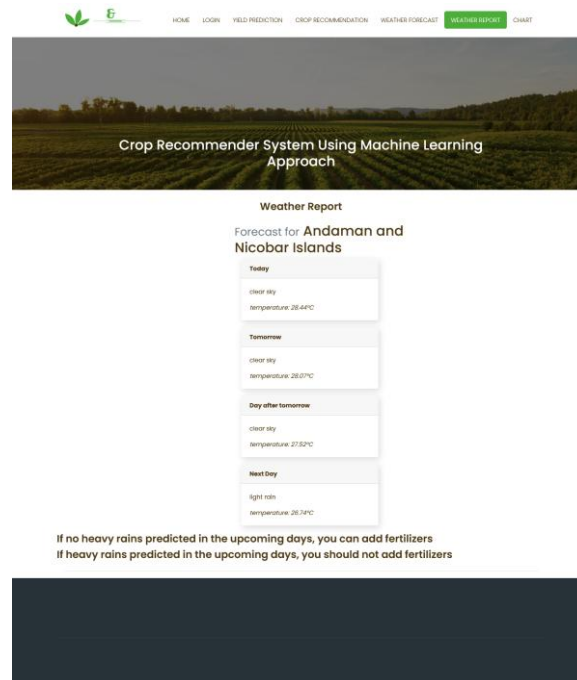 &
HOME LOGIN YIELD PREDICTION CROP RECOMMENDATION WEATHER FORECAST WEATHER REPORT CHART
Crop Recommender System Using Machine Learning
Approach
Weather Report
Forecast for Andaman and
Nicobar Islands
Today
clear sky
temperature: 28.44°C
Tomorrow
clear sky
temperature: 28.07°C
Day after tomorrow
clear sky
temperature: 27.52°C
Next Day
light rain
temperature: 28.74°C
If no heavy rains predicted in the upcoming days, you can add fertilizers
If heavy rains predicted in the upcoming days, you should not add fertilizers